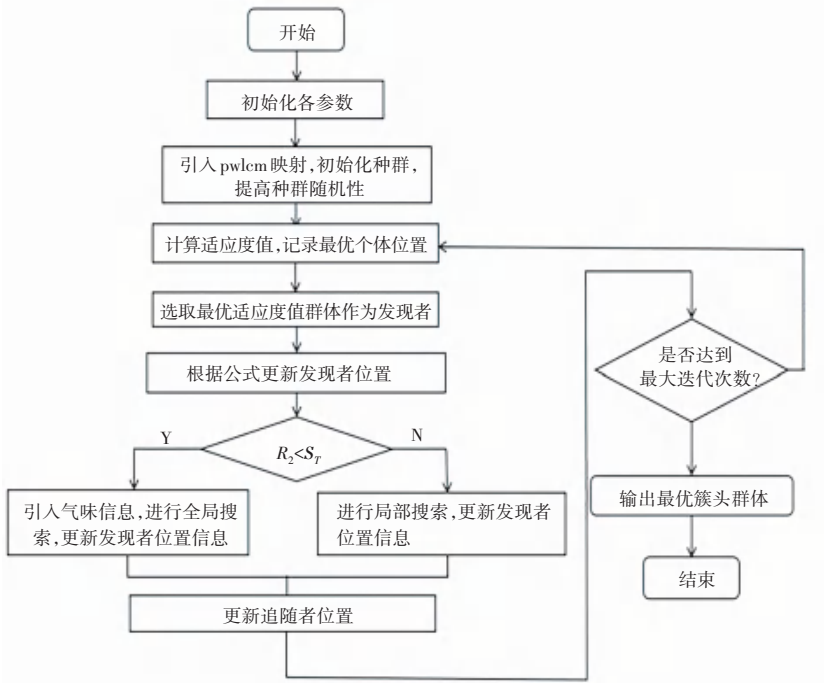 开始
初始化各参数
引入pwlcm映射,初始化种群,
提高种群随机性
计算适应度值,记录最优个体位置
选取最优适应度值群体作为发现者
根据公式更新发现者位置
Y
R₂<S_T
N
引入气味信息,进行全局搜
索,更新发现者位置信息
进行局部搜索,更新发现者
位置信息
更新追随者位置
是否达到
最大迭代次数?
输出最优簇头群体
结束